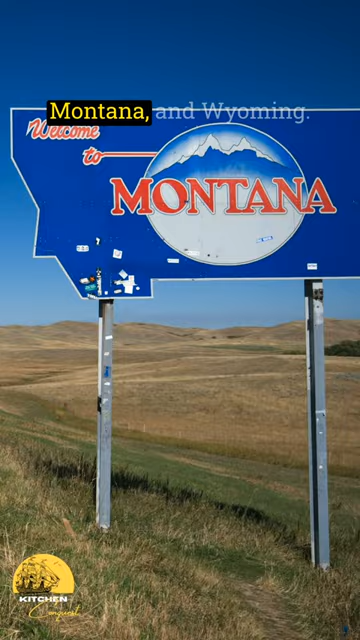 Montana, and Wyoming.
Welcome
to
MONTANA
KITCHEN
Conquest